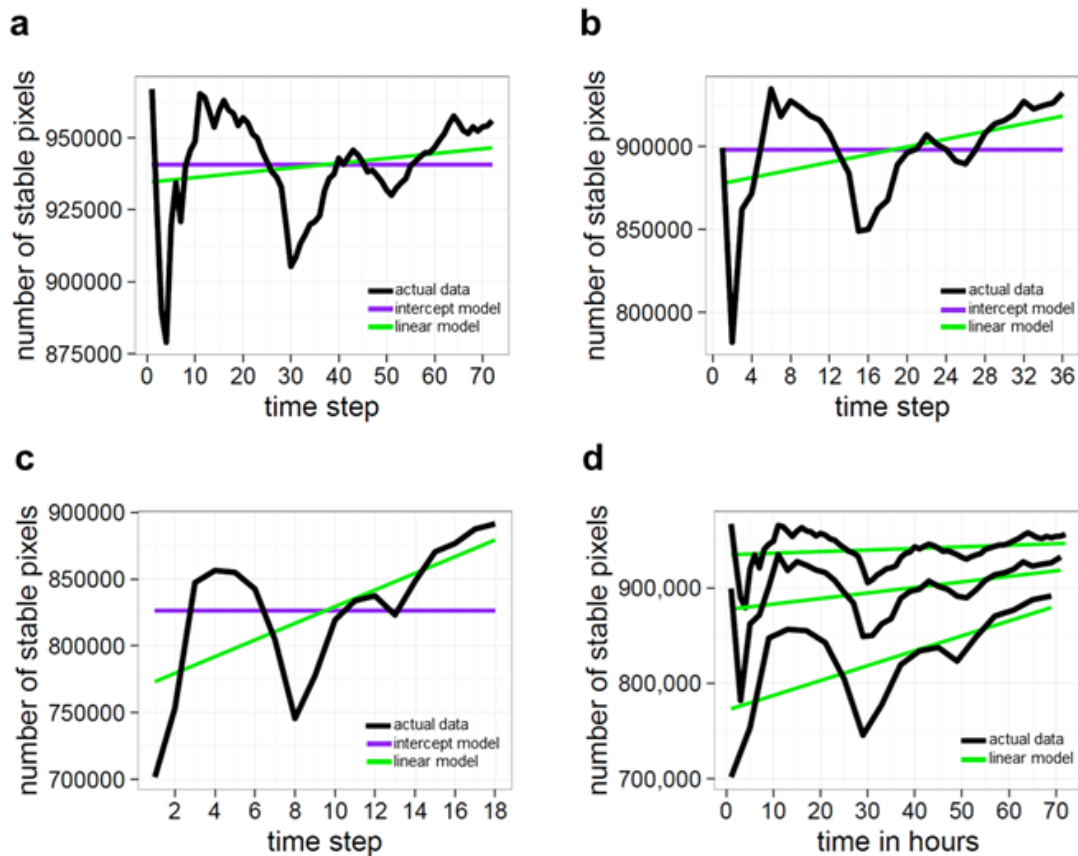 a
number of stable pixels
950000
925000
900000
875000
actual data
intercept model
linear model
0 10 20 30 40 50 60 70
time step
b
number of stable pixels
900000
850000
800000
actual data
intercept model
linear model
0 2 4 6 8 12 16 20 24 28 32 36
time step
c
number of stable pixels
900000
850000
800000
750000
700000
actual data
intercept model
linear model
2 4 6 8 10 12 14 16 18
time step
d
number of stable pixels
900,000
800,000
700,000
actual data
linear model
0 10 20 30 40 50 60 70
time in hours